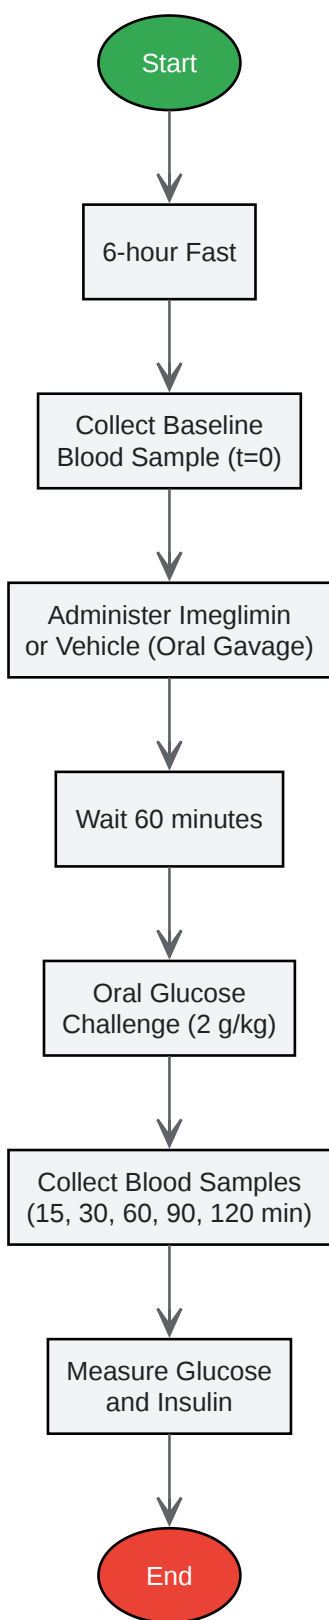 Start
6-hour Fast
Collect Baseline
Blood Sample (t=0)
Administer Imeglimin
or Vehicle (Oral Gavage)
Wait 60 minutes
Oral Glucose
Challenge (2 g/kg)
Collect Blood Samples
(15, 30, 60, 90, 120 min)
Measure Glucose
and Insulin
End